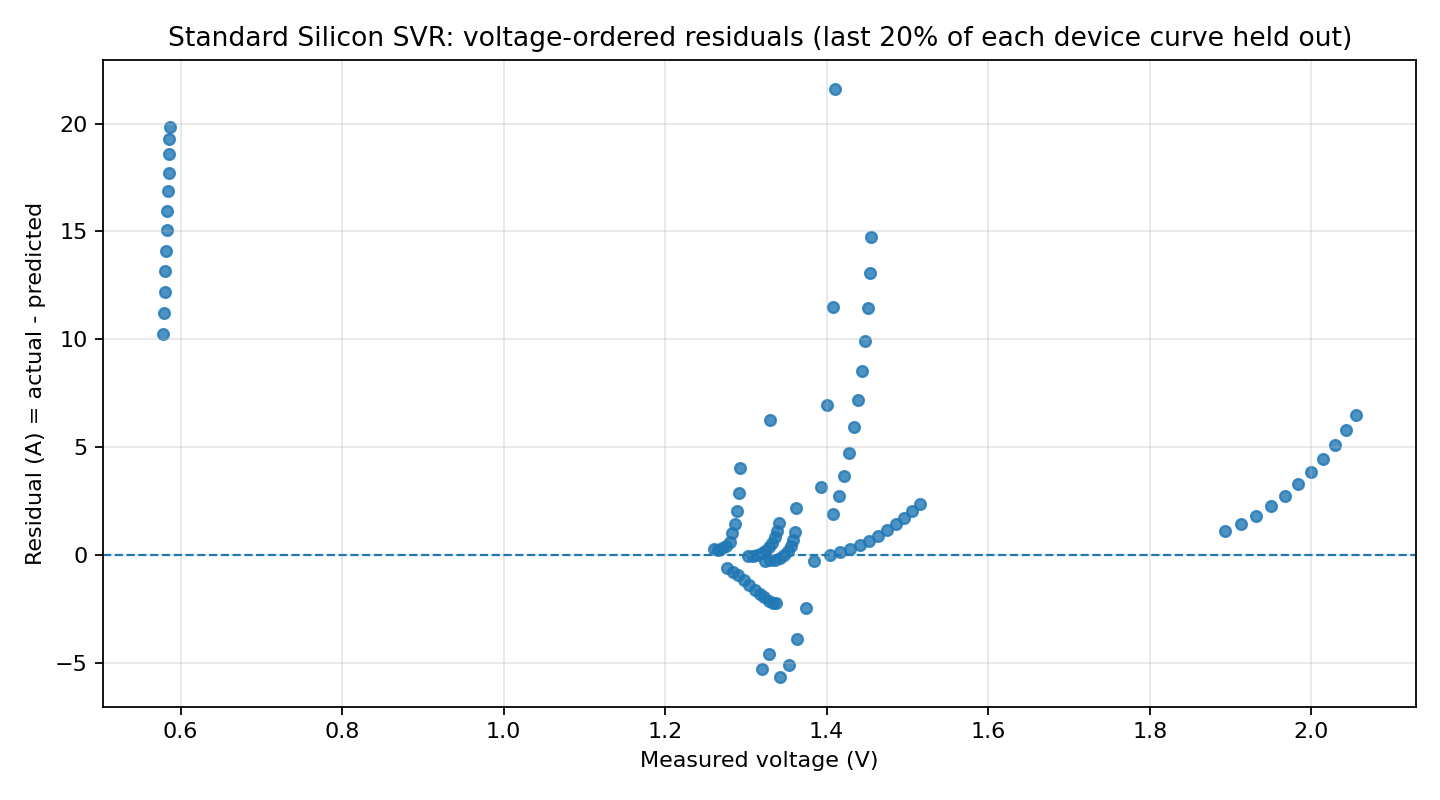 Standard Silicon SVR: voltage-ordered residuals (last 20% of each device curve held out)
Residual (A) = actual - predicted
20
15
10
5
0
−5
0.6 0.8 1.0 1.2 1.4 1.6 1.8 2.0
Measured voltage (V)